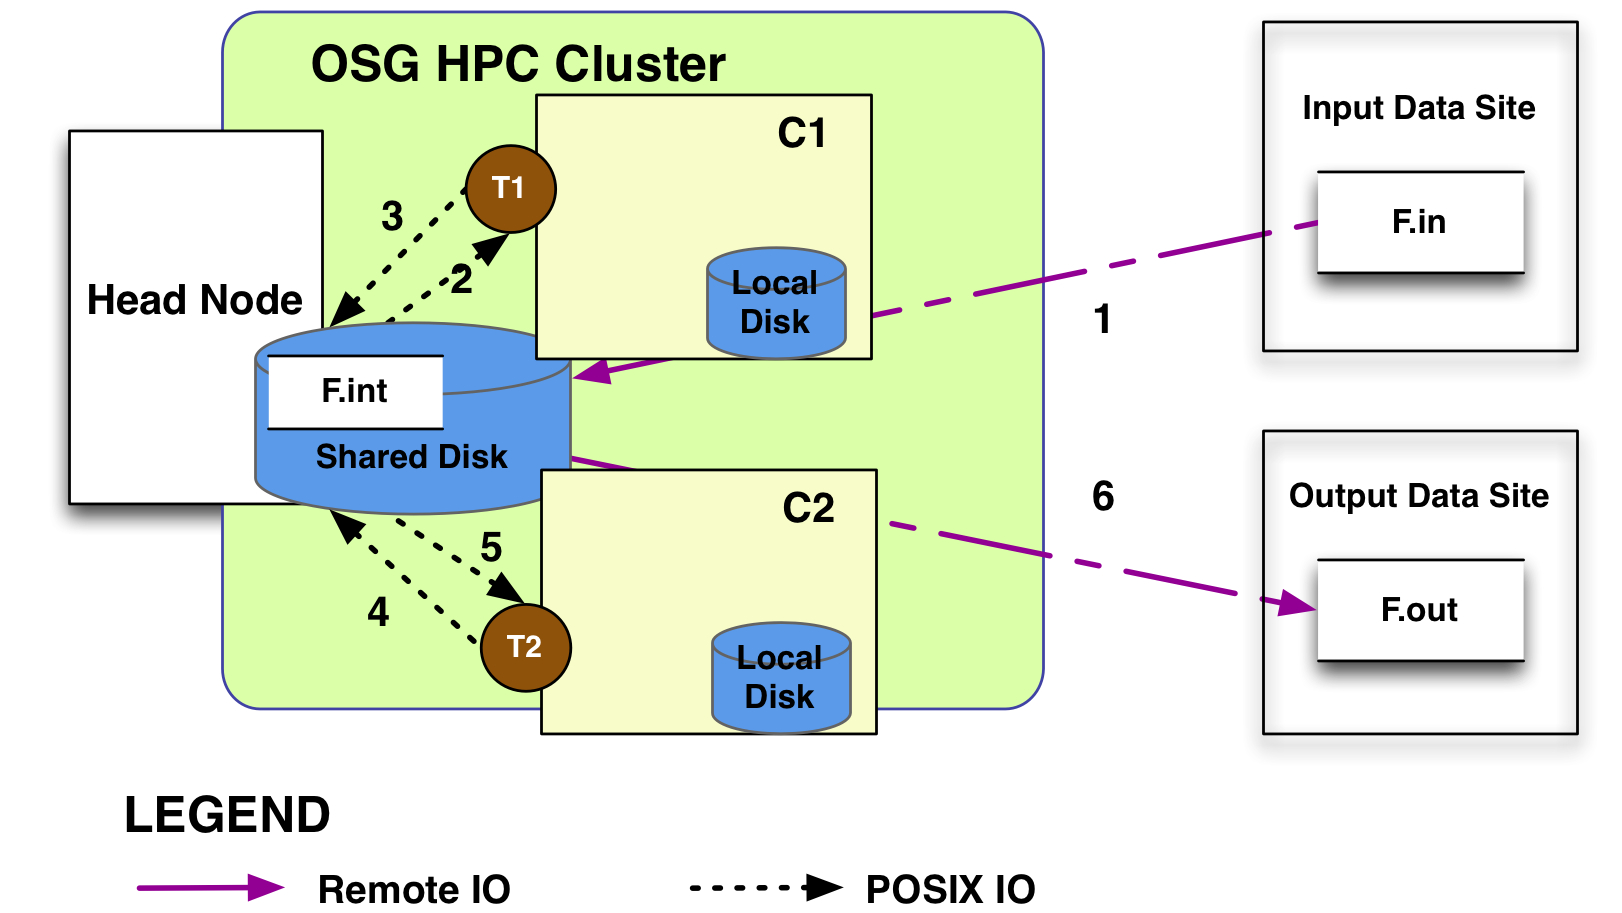 OSG HPC Cluster
C1
Input Data Site
T1
3
F.in
2
Head Node
Local
Disk
1
F.int
Shared Disk
6
Output Data Site
C2
5
4
F.out
T2
Local
Disk
LEGEND
Remote IO
POSIX IO